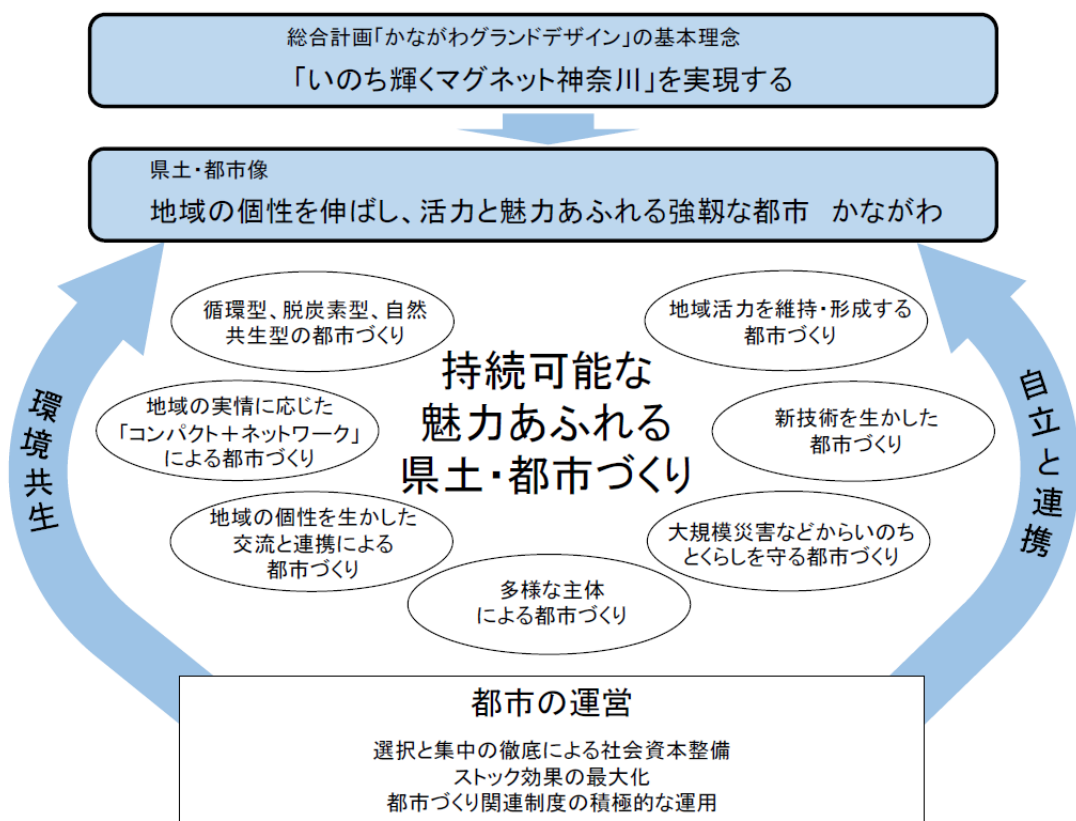 総合計画「かながわグランドデザイン」の基本理念
「いのち輝くマグネット神奈川」を実現する
県土・都市像
地域の個性を伸ばし、活力と魅力あふれる強靱な都市　かながわ
循環型、脱炭素型、自然
共生型の都市づくり
地域活力を維持・形成する
都市づくり
持続可能な
魅力あふれる
県土・都市づくり
環境共生
自立と連携
地域の実情に応じた
「コンパクト＋ネットワーク」
による都市づくり
新技術を生かした
都市づくり
地域の個性を生かした
交流と連携による
都市づくり
大規模災害などからいのち
とくらしを守る都市づくり
多様な主体
による都市づくり
都市の運営
選択と集中の徹底による社会資本整備
ストック効果の最大化
都市づくり関連制度の積極的な運用